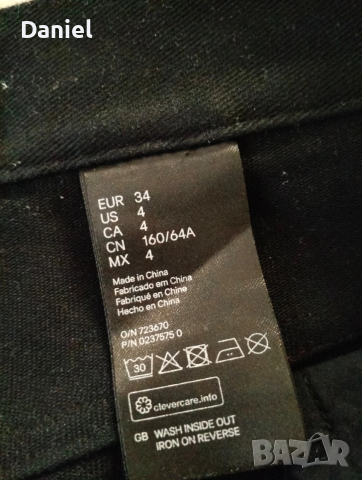 Daniel
EUR 34
US 4
CA 4
CN 160/64A
MX 4
Made in China
Fabricado em China
Fabriqué en Chine
Hecho en China
O/N 723670
P/N 0237575 0
30
clevercare.info
GB WASH INSIDE OUT
IRON ON REVERSE
BAZAR